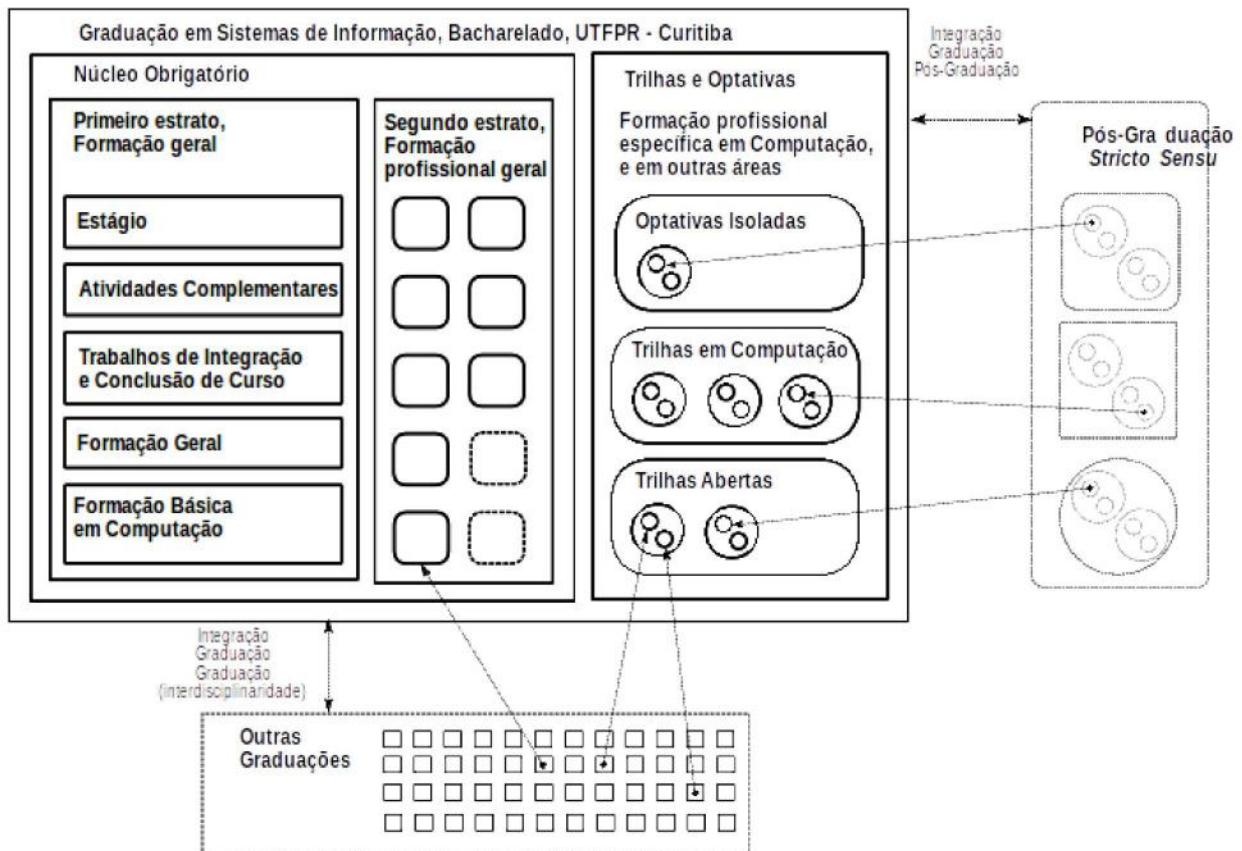 Graduação em Sistemas de Informação, Bacharelado, UTFPR - Curitiba
Núcleo Obrigatório
Primeiro estrato,
Formação geral
Estágio
Atividades Complementares
Trabalhos de Integração
e Conclusão de Curso
Formação Geral
Formação Básica
em Computação
Segundo estrato,
Formação
profissional geral
Trilhas e Optativas
Formação profissional
específica em Computação,
e em outras áreas
Optativas Isoladas
Trilhas em Computação
Trilhas Abertas
Integração
Graduação
Pós-Graduação
Pós-Gra duação
Stricto Sensu
Integração
Graduação
Graduação
(interdisciplinaridade)
Outras
Graduações